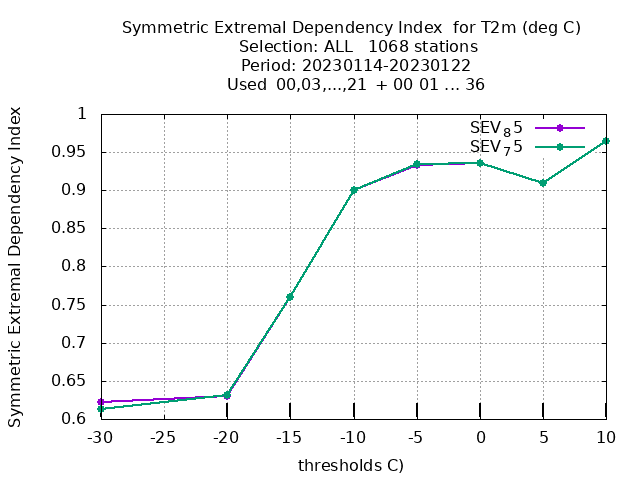 Symmetric Extremal Dependency Index  for T2m (deg C)
Selection: ALL   1068 stations
Period: 20230114-20230122
Used  00,03,...,21  + 00 01 ... 36
Symmetric Extremal Dependency Index
1
0.95
0.9
0.85
0.8
0.75
0.7
0.65
0.6
SEV85
SEV75
-30 -25 -20 -15 -10 -5 0 5 10
thresholds C)